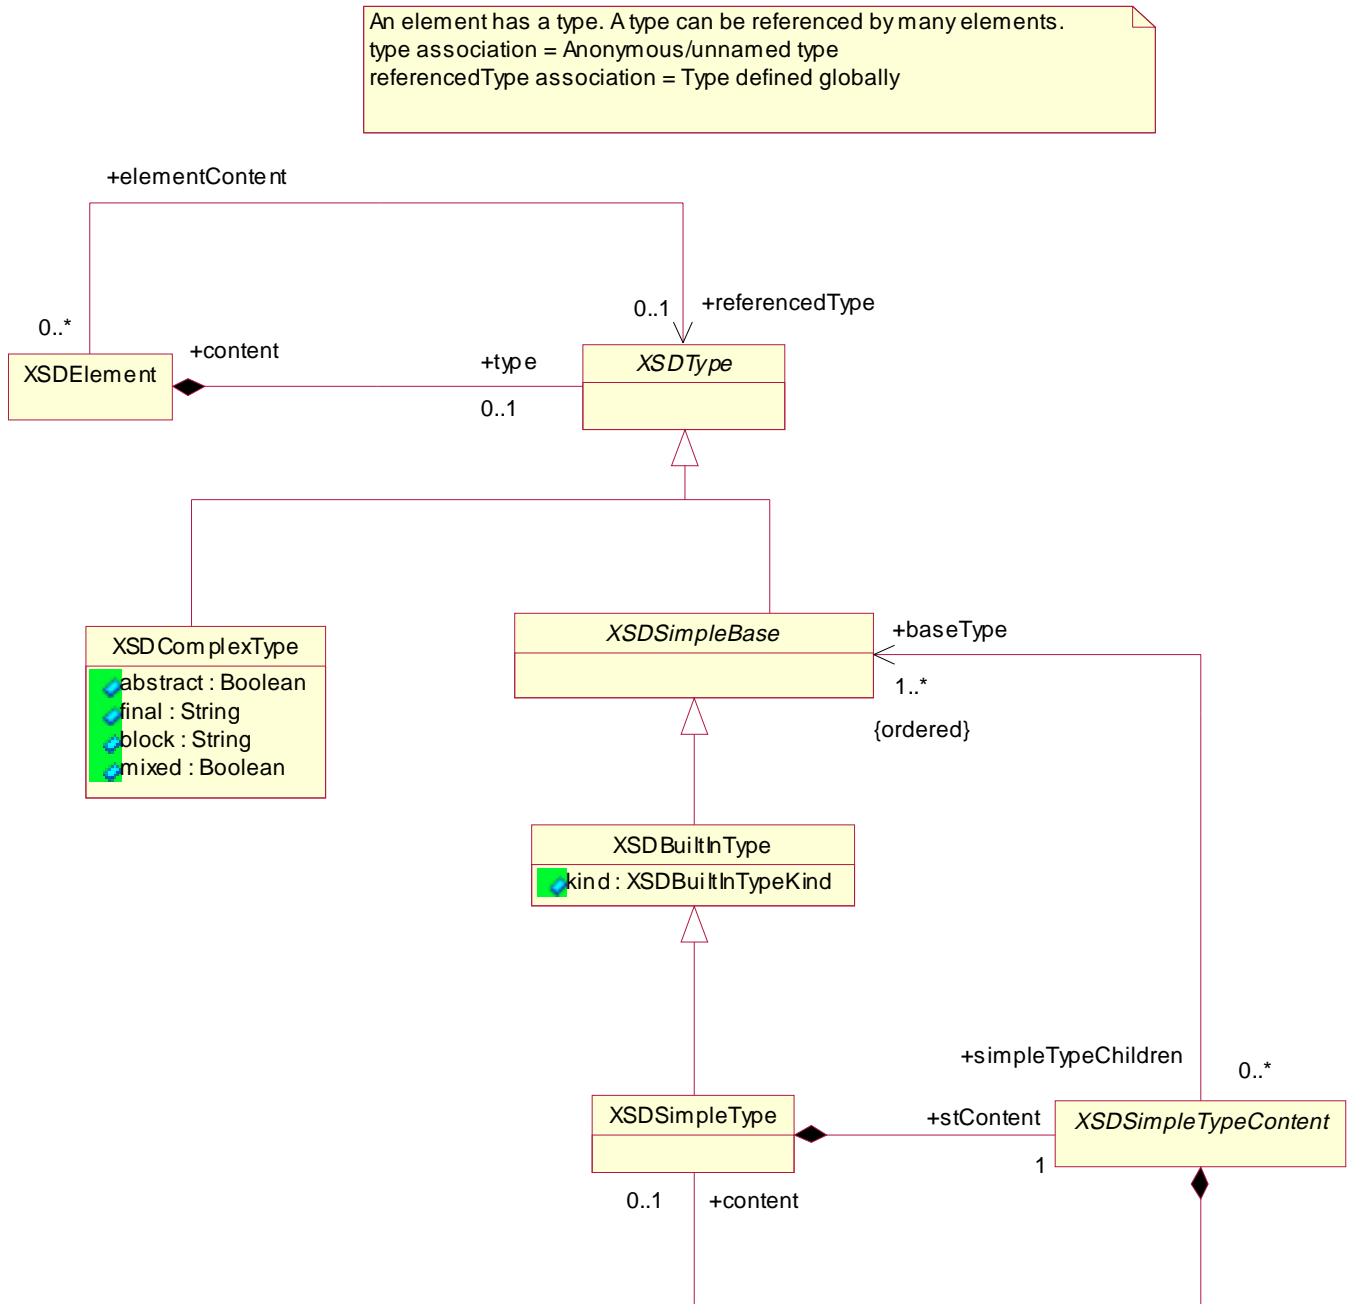 An element has a type. A type can be referenced by many elements.
type association = Anonymous/unnamed type
referencedType association = Type defined globally
+elementContent
0..1
+referencedType
0..*
+content
+type
XSDElement
XSDType
0..1
XSDComplexType
abstract : Boolean
final : String
block : String
mixed : Boolean
XSDSimpleBase
+baseType
1..*
{ordered}
XSDBuiltInType
kind : XSDBuiltInTypeKind
+simpleTypeChildren
0..*
XSDSimpleType
+stContent
XSDSimpleTypeContent
1
0..1
+content